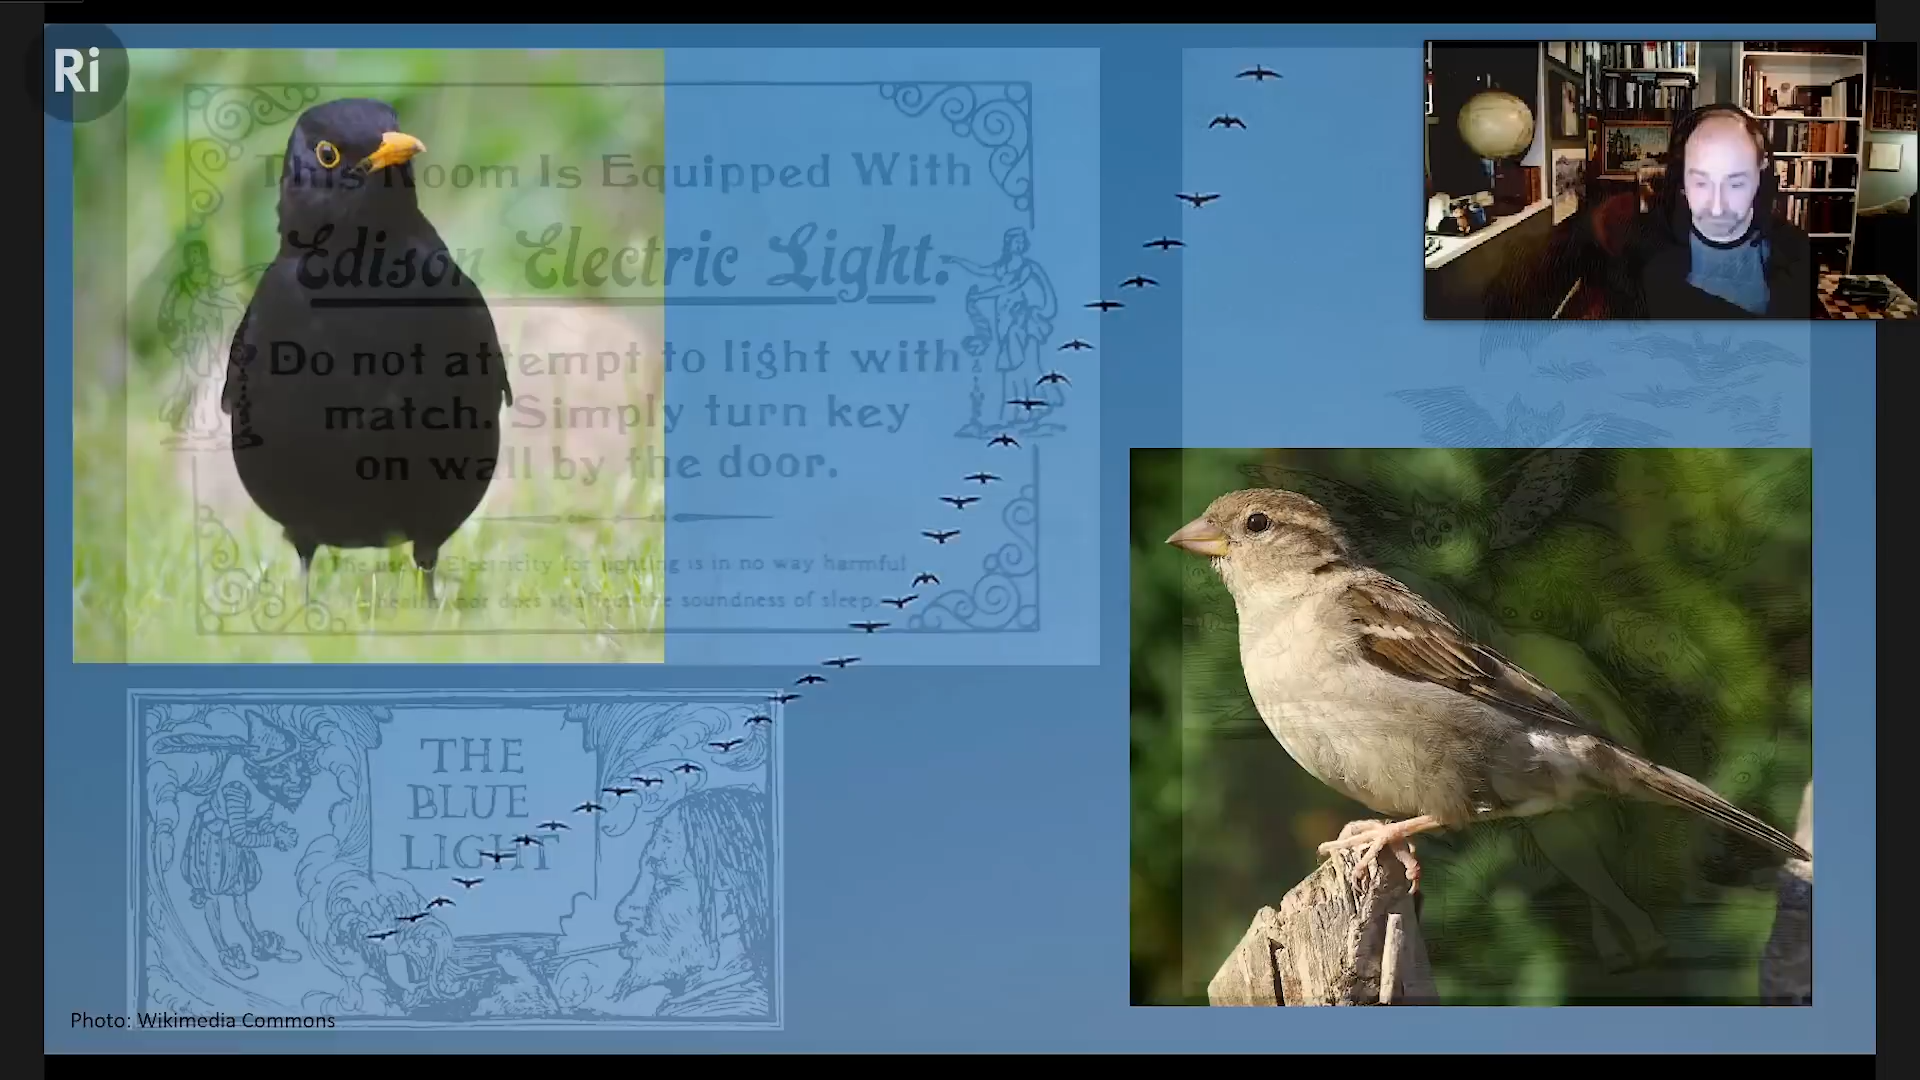 Ri
This Room Is Equipped With
Edison Electric Light.
Do not attempt to light with
match. Simply turn key
on wall by the door.
The use of Electricity for lighting is in no way harmful
to health, nor does it affect the soundness of sleep.
THE
BLUE
LIGHT
Photo: Wikimedia Commons